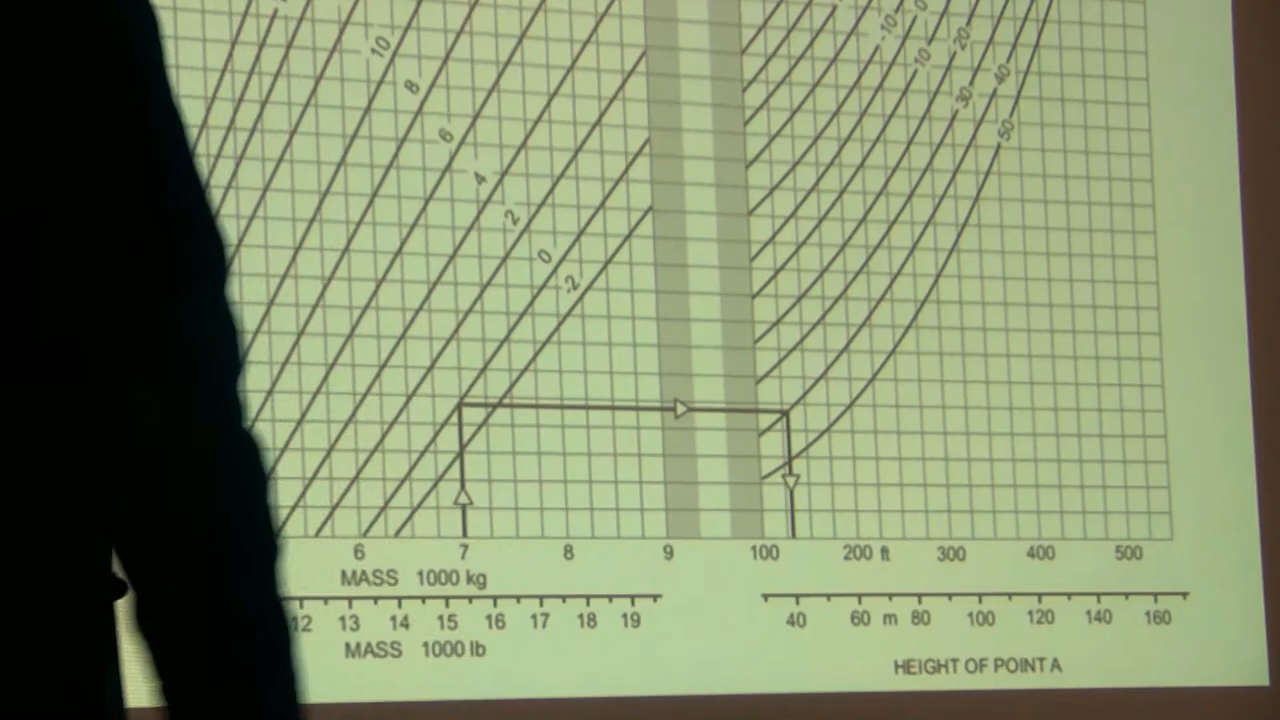 10
8
6
4
2
0
-2
-10
0
10
20
30
40
50
6 7 8 9
MASS 1000 kg
12 13 14 15 16 17 18 19
MASS 1000 lb
100 200 ft 300 400 500
40 60 m 80 100 120 140 160
HEIGHT OF POINT A